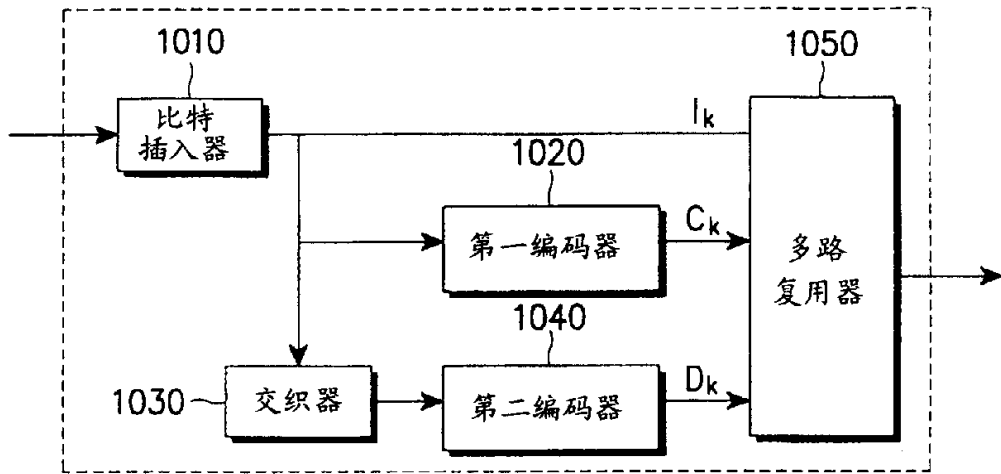 1010
比特
插入器
I_k
1020
第一编码器
C_k
1030
交织器
1040
第二编码器
D_k
1050
多路
复用器